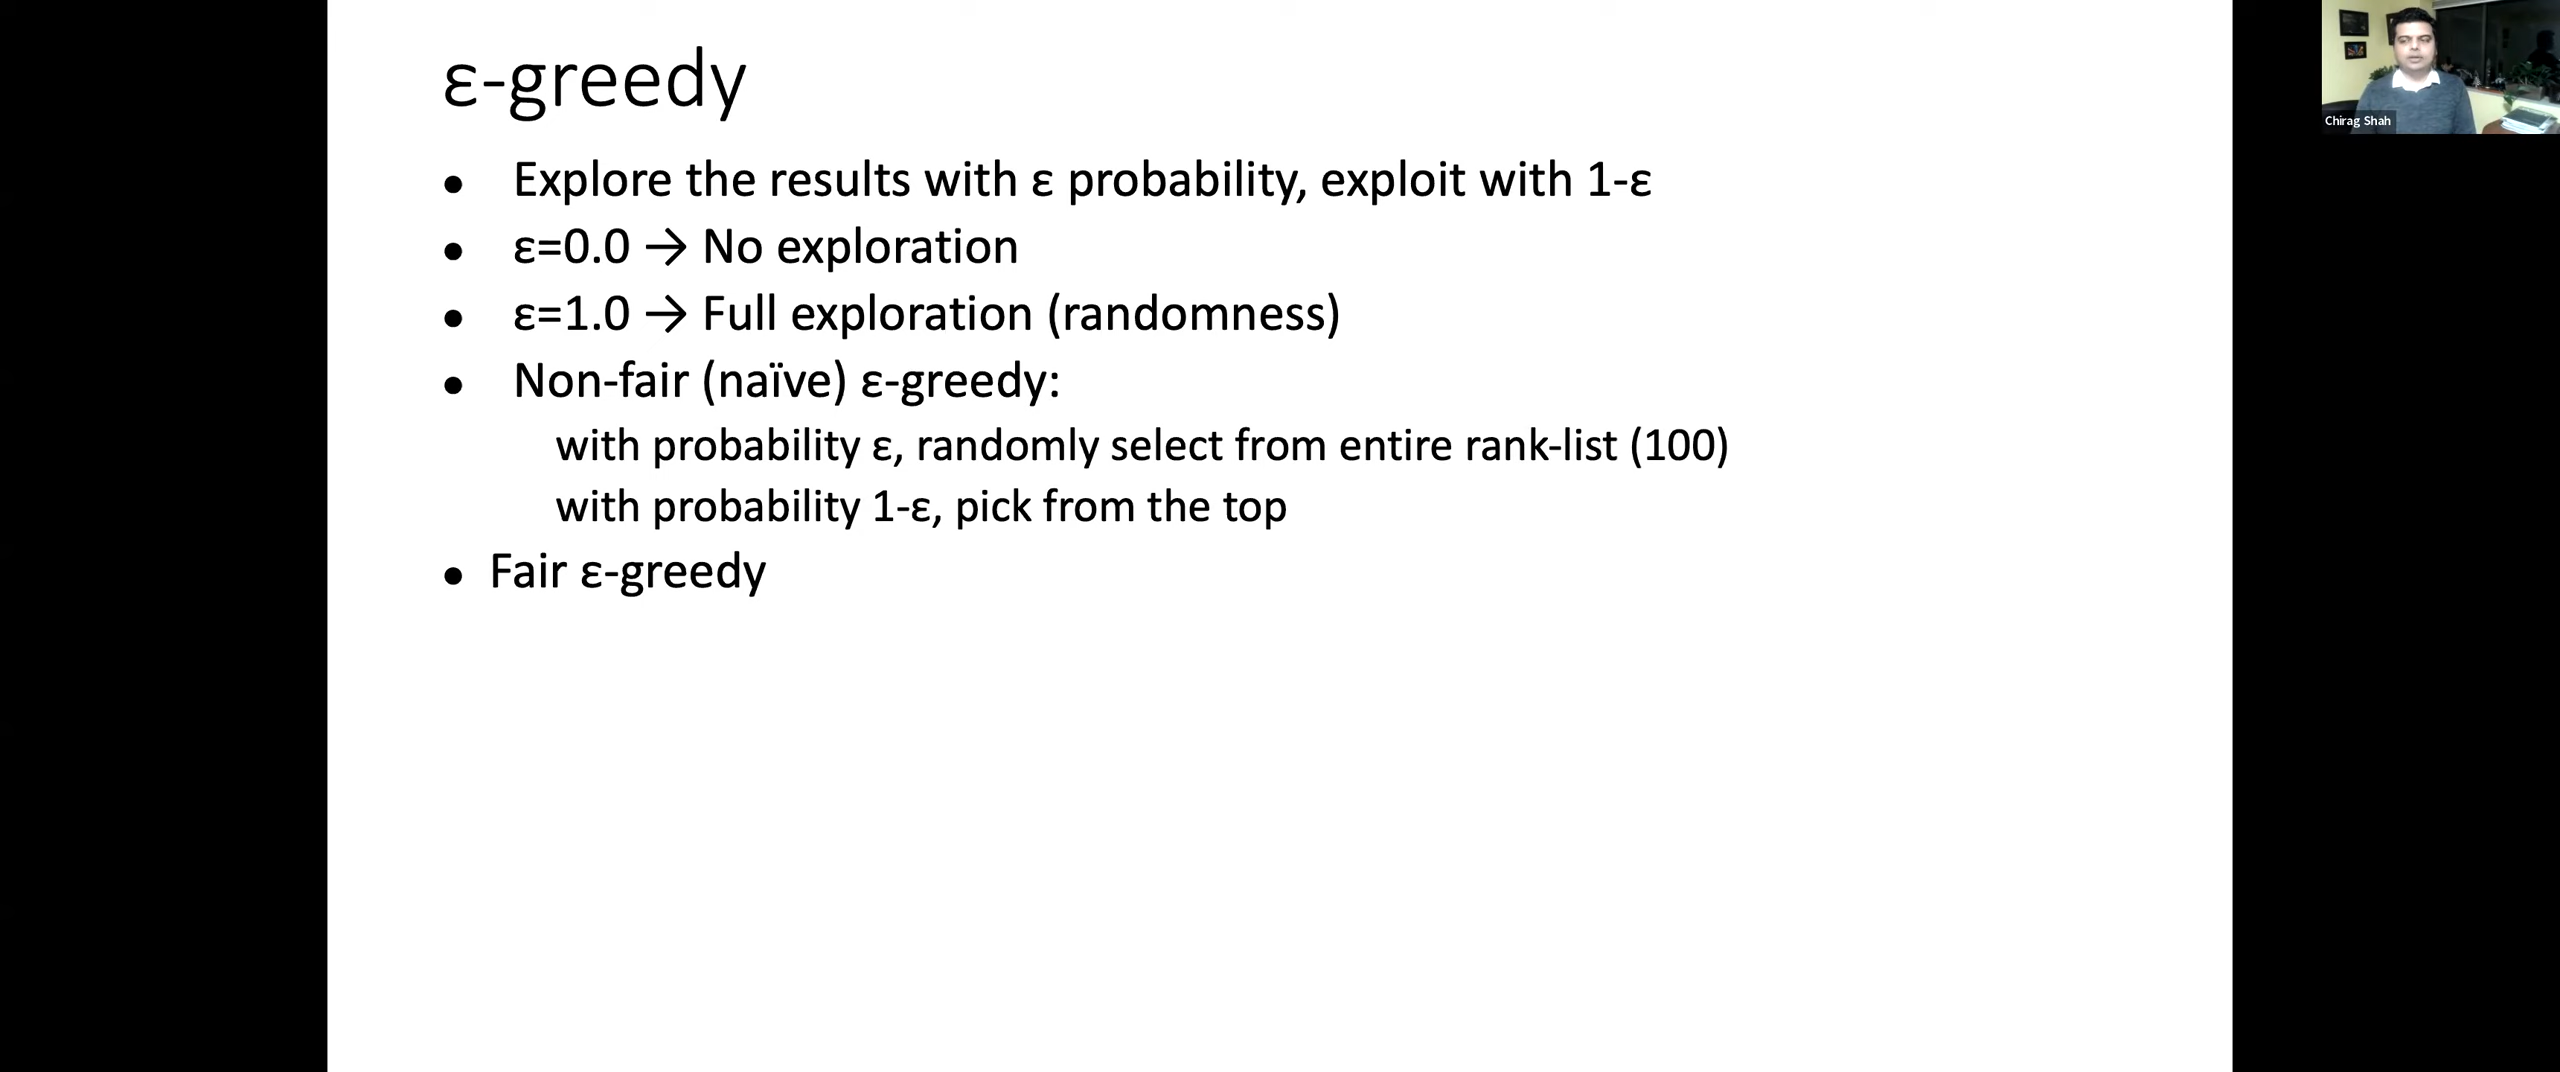 ε-greedy
Chirag Shah
• Explore the results with ε probability, exploit with 1-ε
• ε=0.0 → No exploration
• ε=1.0 → Full exploration (randomness)
• Non-fair (naïve) ε-greedy:
with probability ε, randomly select from entire rank-list (100)
with probability 1-ε, pick from the top
• Fair ε-greedy